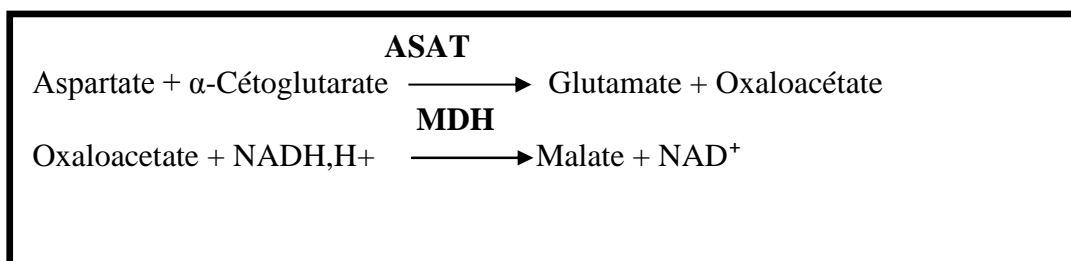 ASAT
Aspartate + α-Cétoglutarate ⟶ Glutamate + Oxaloacétate
MDH
Oxaloacetate + NADH,H+ ⟶ Malate + NAD⁺